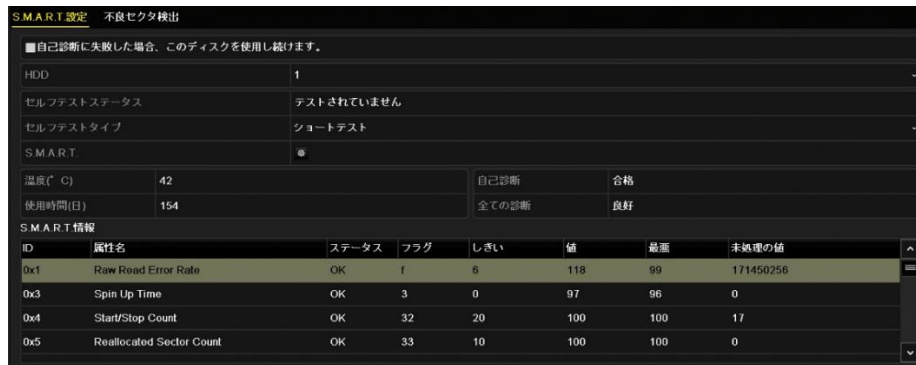 S.M.A.R.T.設定 不良セクタ検出
自己診断に失敗した場合、このディスクを使用し続けます。
HDD 1
セルフテストステータス テストされていません
セルフテストタイプ ショートテスト
S.M.A.R.T.
温度(°C) 42 自己診断 合格
使用時間(日) 154 全ての診断 良好
S.M.A.R.T.情報
ID 属性名 ステータス フラグ しきい 値 最悪 未処理の値
0x1 Raw Read Error Rate OK f 6 118 99 171450256
0x3 Spin Up Time OK 3 0 97 96 0
0x4 Start/Stop Count OK 32 20 100 100 17
0x5 Reallocated Sector Count OK 33 10 100 100 0